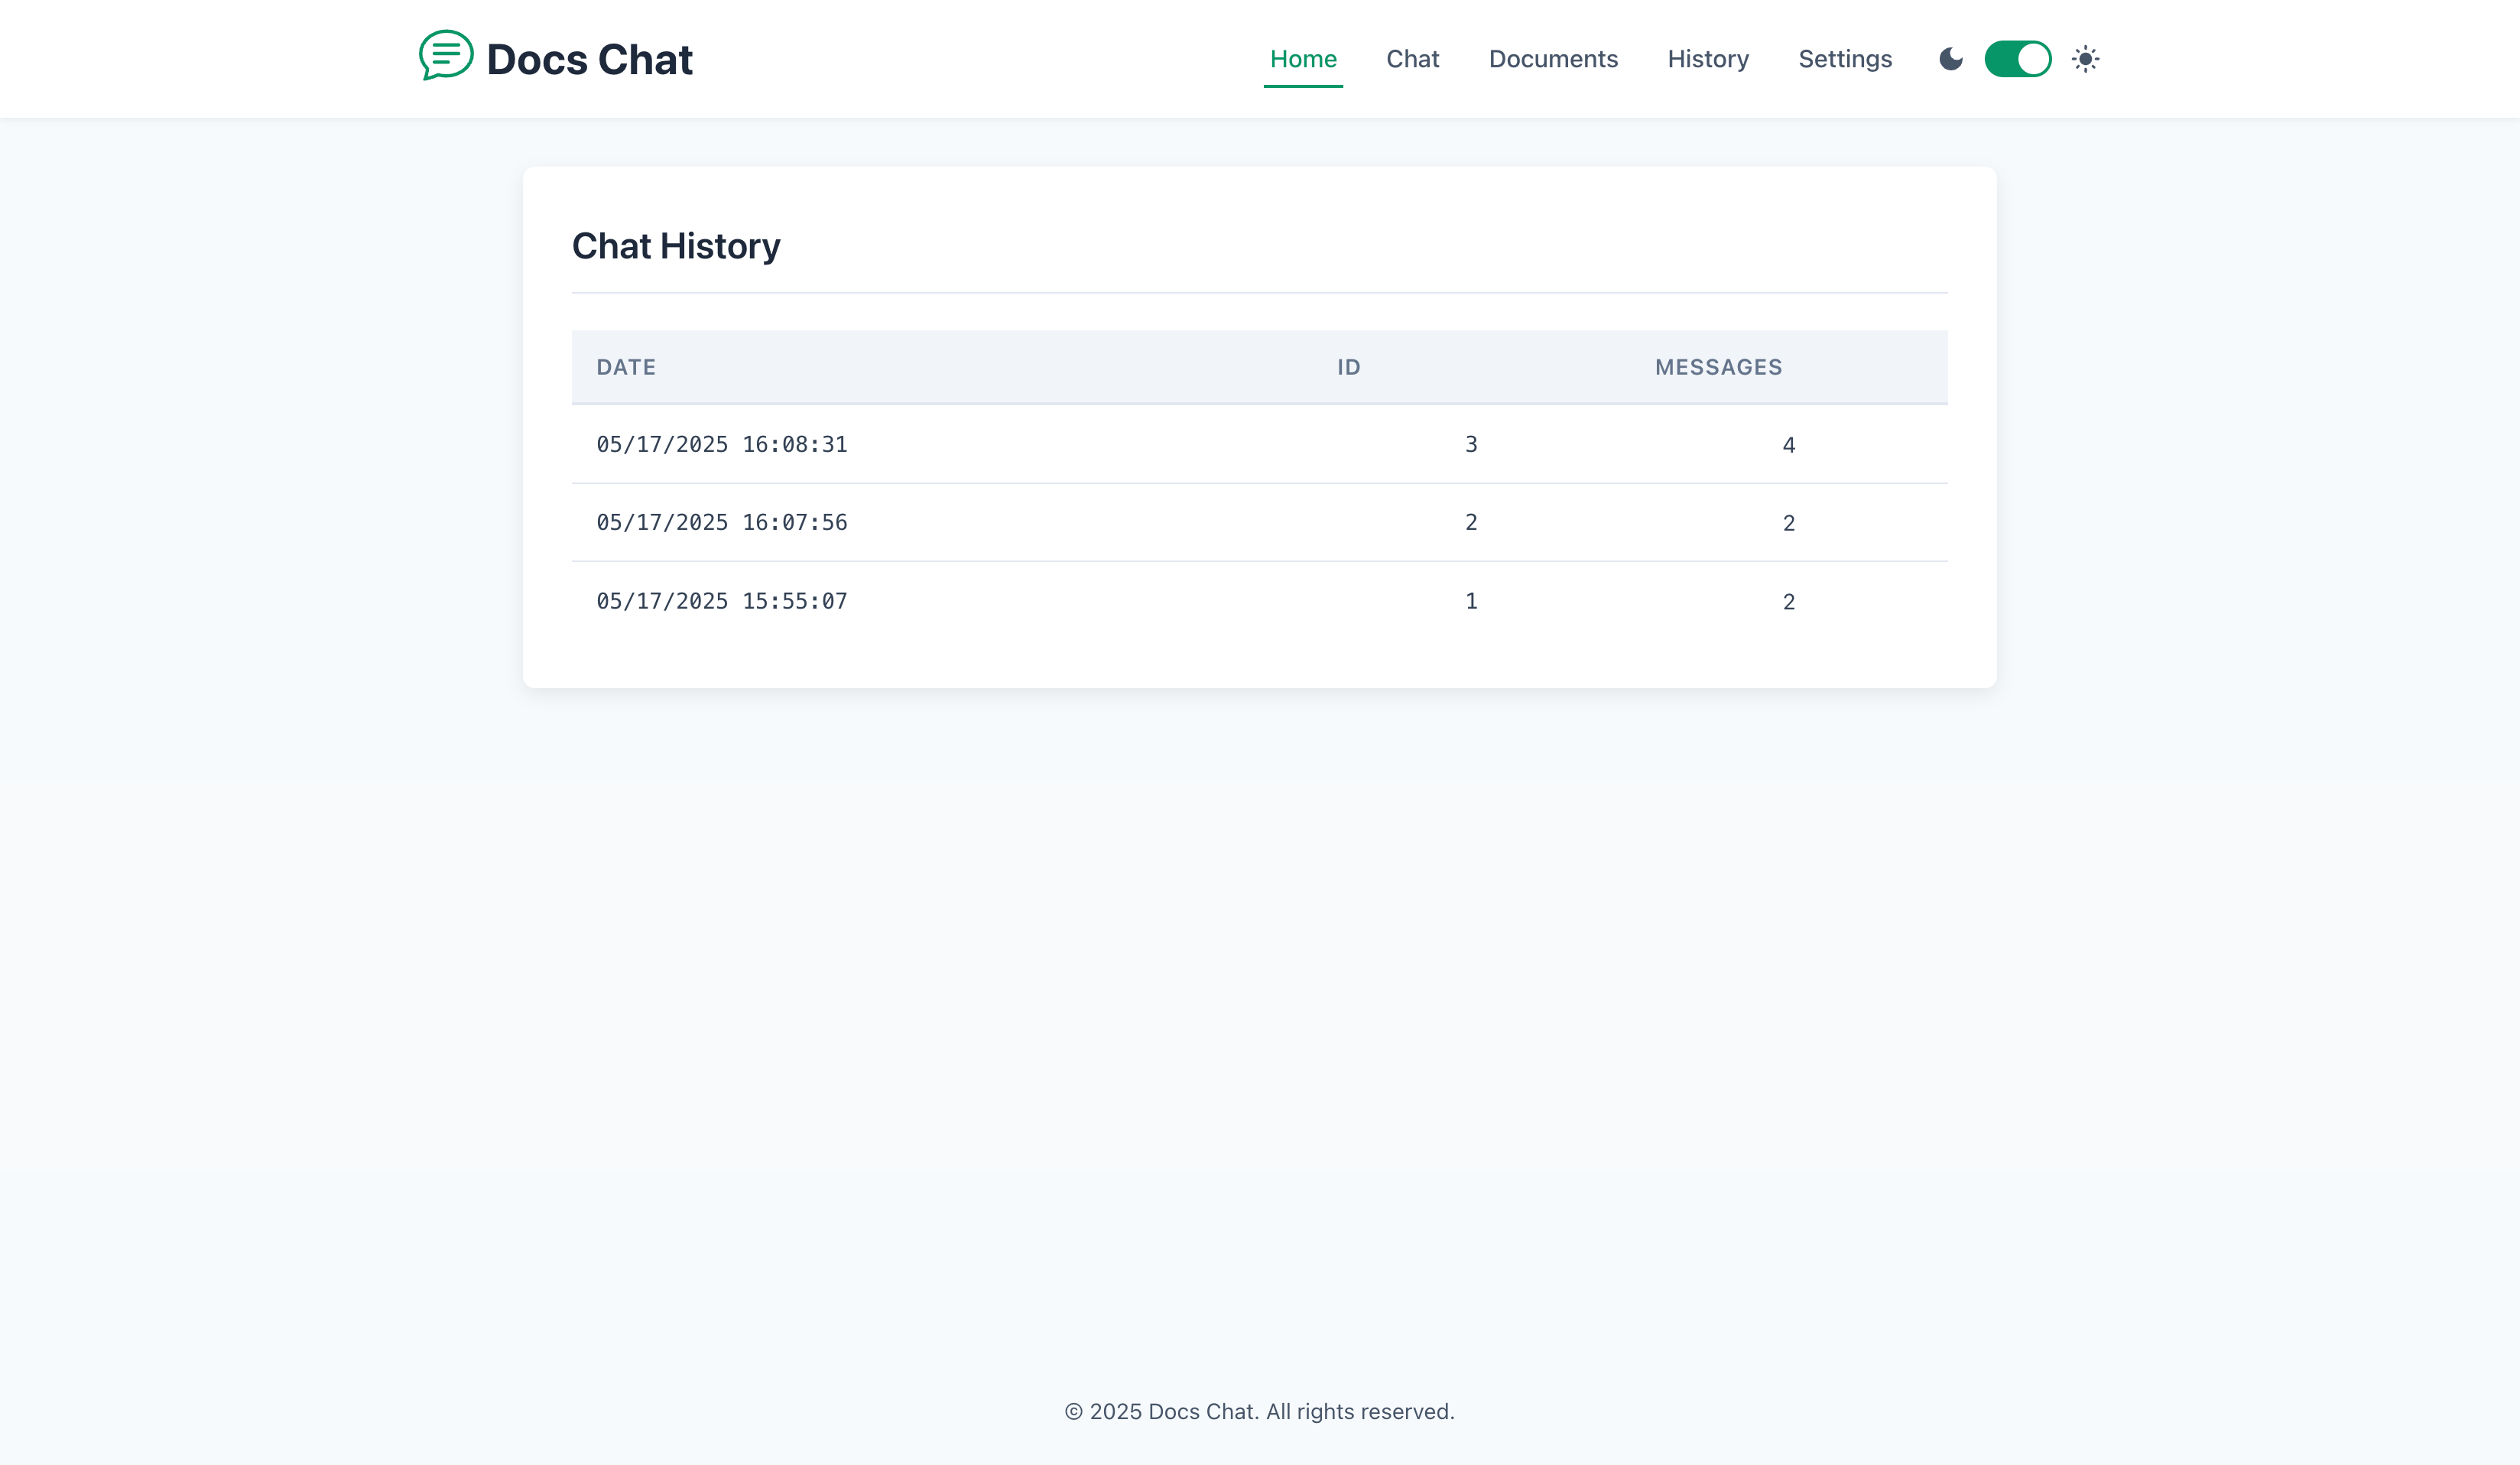 Docs Chat
Home Chat Documents History Settings
Chat History
DATE ID MESSAGES
05/17/2025 16:08:31 3 4
05/17/2025 16:07:56 2 2
05/17/2025 15:55:07 1 2
© 2025 Docs Chat. All rights reserved.